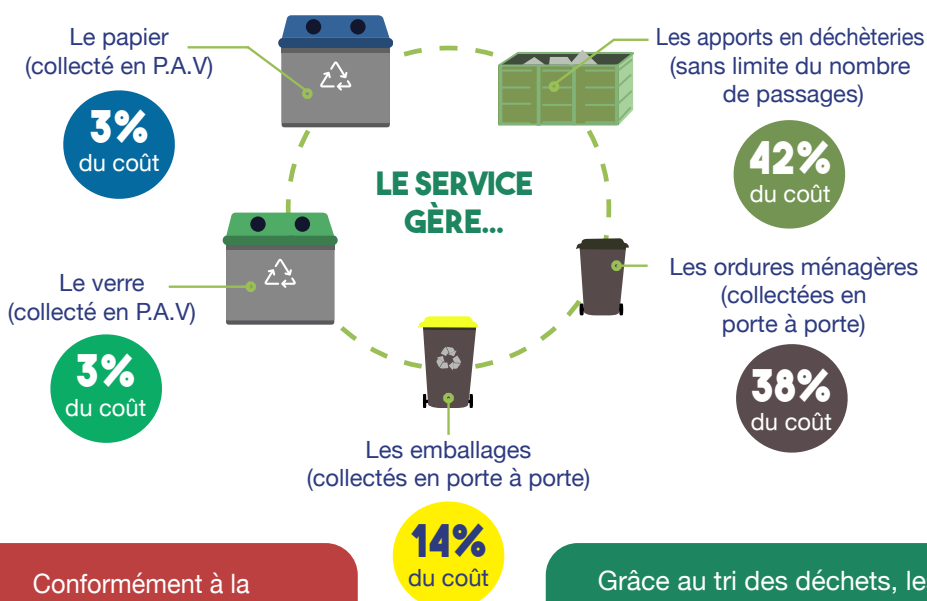 Le papier
(collecté en P.A.V)
3%
du coût
Les apports en déchèteries
(sans limite du nombre
de passages)
42%
du coût
LE SERVICE
GÈRE...
Le verre
(collecté en P.A.V)
3%
du coût
Les ordures ménagères
(collectées en
porte à porte)
38%
du coût
Les emballages
(collectés en porte à porte)
14%
du coût
Conformément à la
Grâce au tri des déchets, le